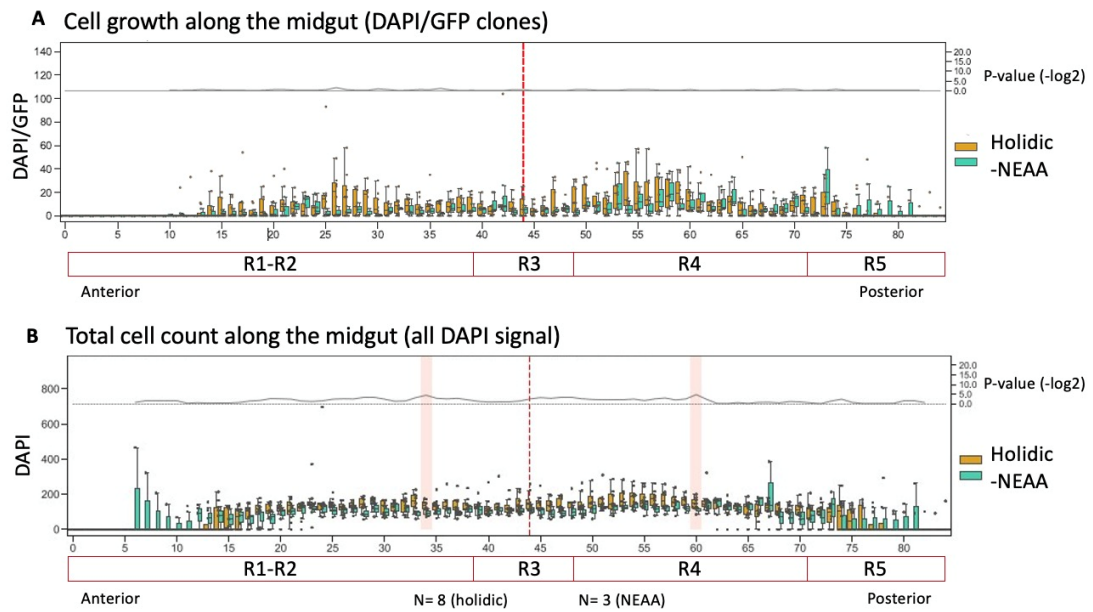 A Cell growth along the midgut (DAPI/GFP clones)
140
120
100
80
60
40
20
0
DAPI/GFP
20.0
15.0
10.0
5.0
0.0
P-value (-log2)
Holidic
-NEAA
0 5 10 15 20 25 30 35 40 45 50 55 60 65 70 75 80
R1-R2 R3 R4 R5
Anterior Posterior
B Total cell count along the midgut (all DAPI signal)
800
600
400
200
0
DAPI
20.0
15.0
10.0
5.0
0.0
P-value (-log2)
Holidic
-NEAA
0 5 10 15 20 25 30 35 40 45 50 55 60 65 70 75 80
R1-R2 R3 R4 R5
Anterior N= 8 (holidic) N= 3 (NEAA) Posterior